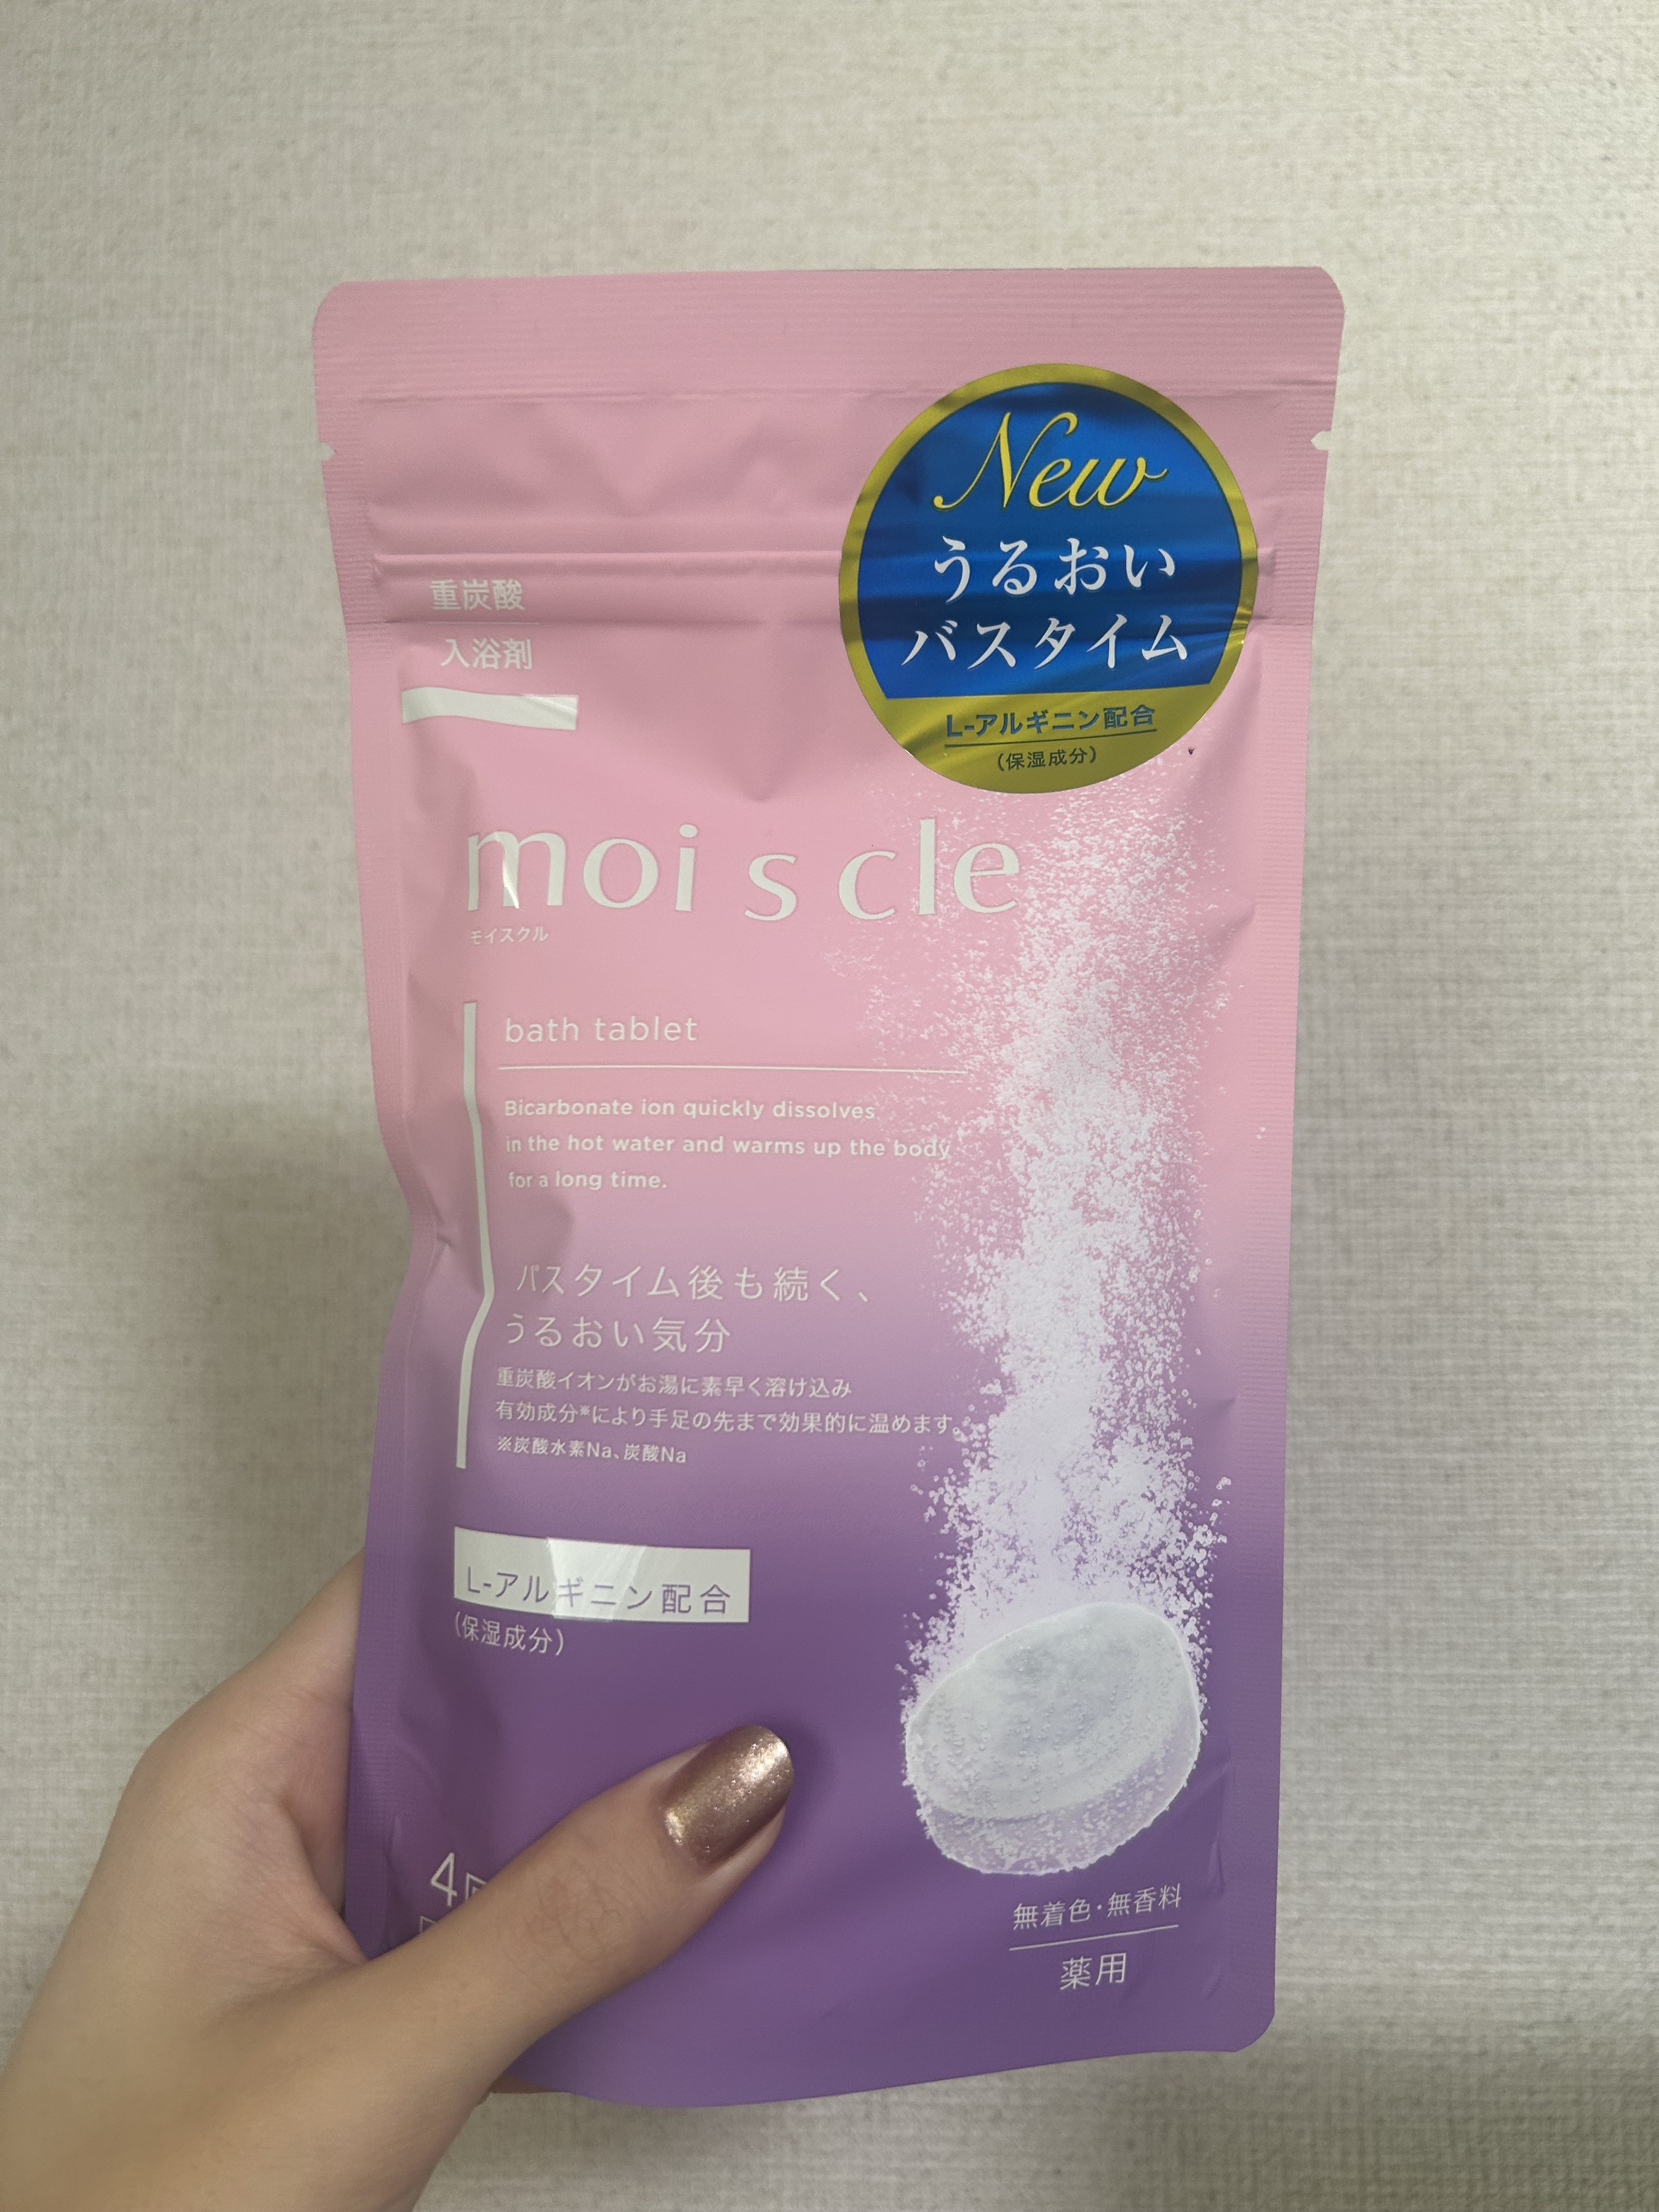 New
うるおい
バスタイム
L-アルギニン配合
(保湿成分)
重炭酸
入浴剤
moi s cle
モイスクル
bath tablet
Bicarbonate ion quickly dissolves
in the hot water and warms up the body
for a long time.
バスタイム後も続く、
うるおい気分
重炭酸イオンがお湯に素早く溶け込み
有効成分※により手足の先まで効果的に温めます。
※炭酸水素Na、炭酸Na
L-アルギニン配合
(保湿成分)
4
無着色・無香料
薬用